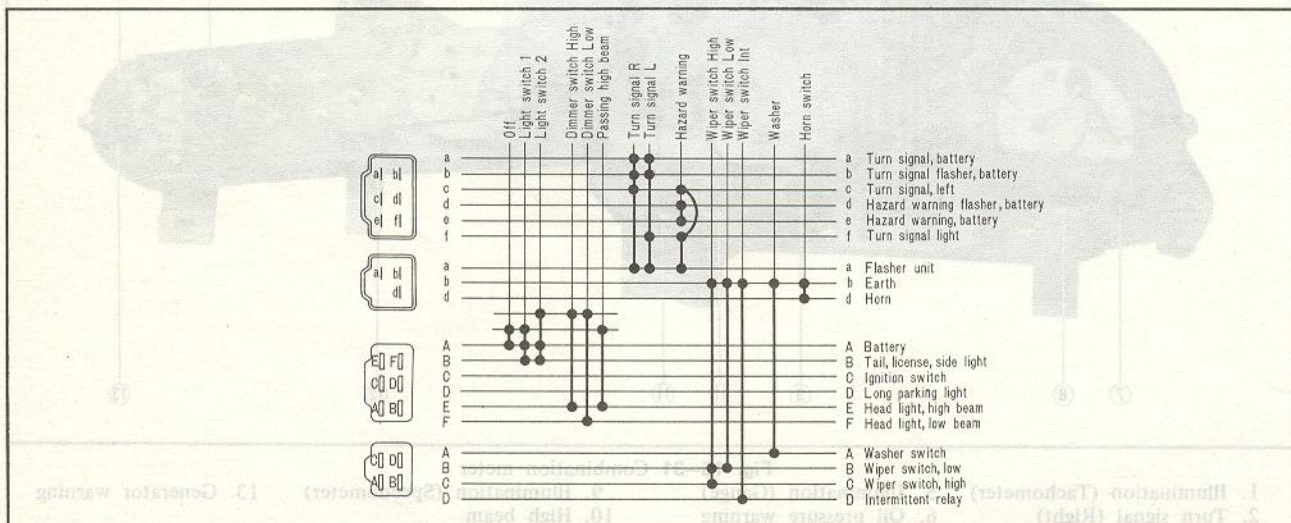 Off
Light switch 1
Light switch 2
Dimmer switch High
Dimmer switch Low
Passing high beam
Turn signal R
Turn signal L
Hazard warning
Wiper switch High
Wiper switch Low
Wiper switch Int
Washer
Horn switch
a b
c d
e f
a a Turn signal, battery
b b Turn signal flasher, battery
c c Turn signal, left
d d Hazard warning flasher, battery
e e Hazard warning, battery
f f Turn signal light
a b
d
a a Flasher unit
b b Earth
d d Horn
E F
C D
A B
A A Battery
B B Tail, license, side light
C C Ignition switch
D D Long parking light
E E Head light, high beam
F F Head light, low beam
C D
A B
A A Washer switch
B B Wiper switch, low
C C Wiper switch, high
D D Intermittent relay
31 Combination meter
1. Illumination (Tachometer)
2. Turn signal (Right)
6. Oil pressure warning
9. Illumination (Speedometer)
10. High beam
13. Generator warning